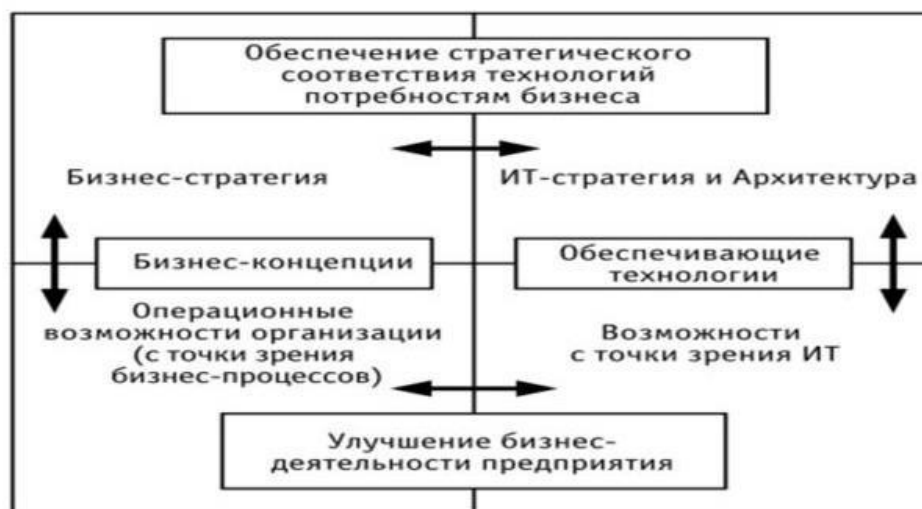 Обеспечение стратегического
соответствия технологий
потребностям бизнеса
Бизнес-стратегия
ИТ-стратегия и Архитектура
Бизнес-концепции
Обеспечивающие
технологии
Операционные
возможности организации
(с точки зрения
бизнес-процессов)
Возможности
с точки зрения ИТ
Улучшение бизнес-
деятельности предприятия